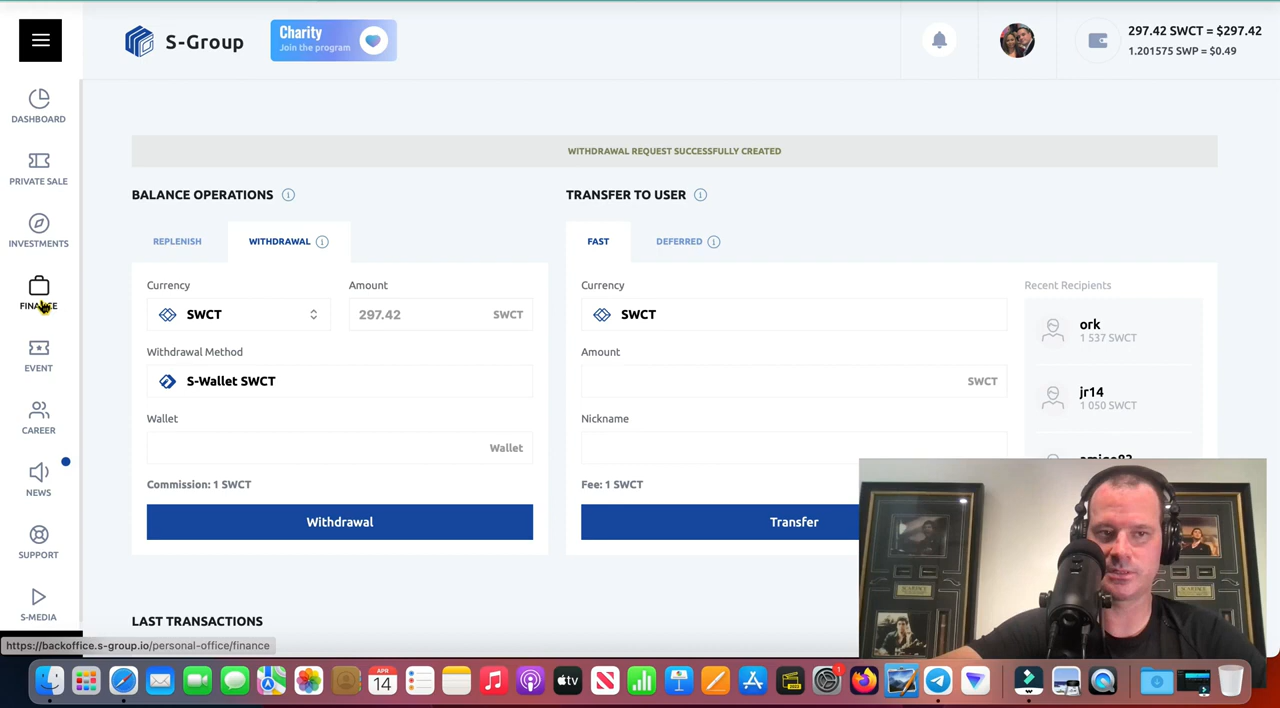 S-Group
Charity
Join the program
297.42 SWCT = $297.42
1.201575 SWP = $0.49
DASHBOARD
PRIVATE SALE
INVESTMENTS
FINANCE
EVENT
CAREER
NEWS
SUPPORT
S-MEDIA
WITHDRAWAL REQUEST SUCCESSFULLY CREATED
BALANCE OPERATIONS
REPLENISH
WITHDRAWAL
Currency
Amount
SWCT
297.42 SWCT
Withdrawal Method
S-Wallet SWCT
Wallet
Wallet
Commission: 1 SWCT
Withdrawal
TRANSFER TO USER
FAST
DEFERRED
Currency
SWCT
Amount
SWCT
Nickname
Fee: 1 SWCT
Transfer
Recent Recipients
ork
1 537 SWCT
jr14
1 050 SWCT
LAST TRANSACTIONS
https://backoffice.s-group.io/personal-office/finance
APR
14
tv